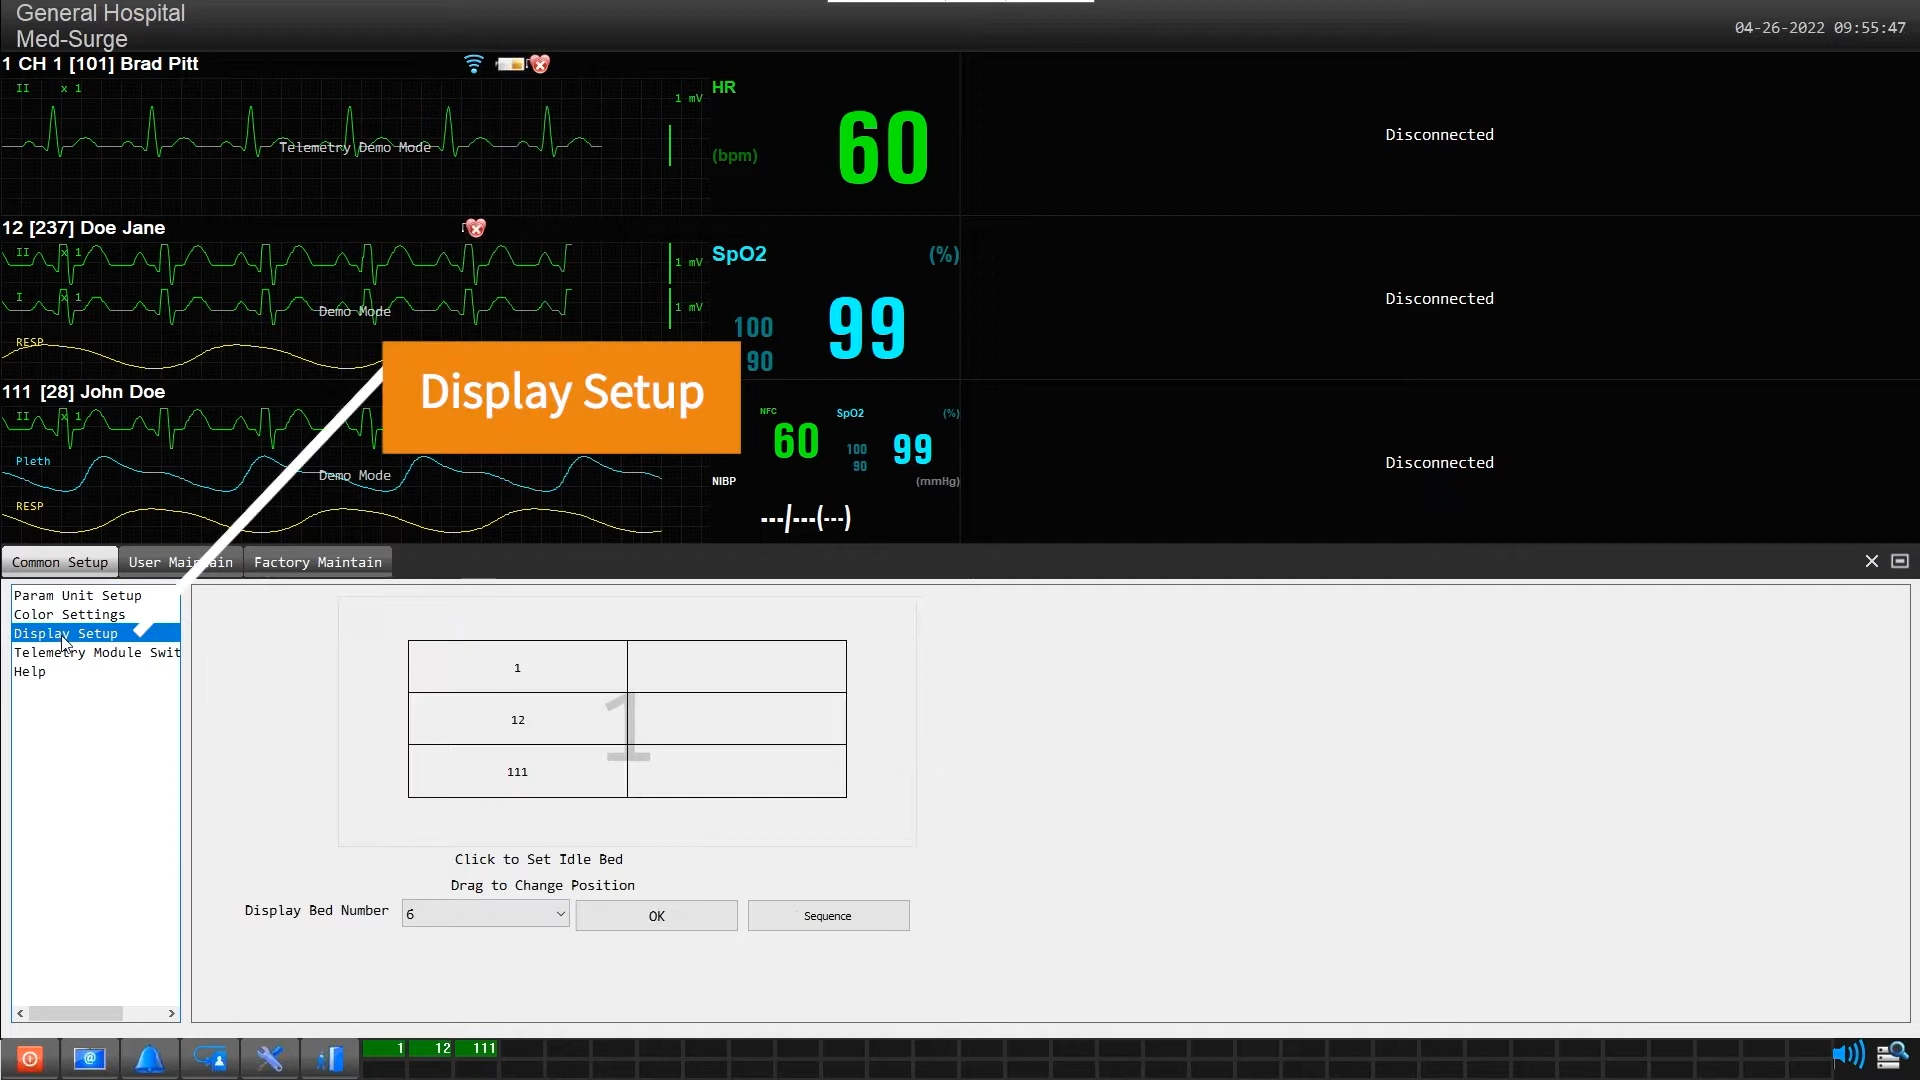 General Hospital
Med-Surge
04-26-2022 09:55:47
1 CH 1 [101] Brad Pitt
II x 1
1 mV
Telemetry Demo Mode
HR
(bpm)
60
Disconnected
12 [237] Doe Jane
II x 1
1 mV
I x 1
1 mV
Demo Mode
RESP
SpO2 (%)
100
90
99
Disconnected
Display Setup
111 [28] John Doe
II x 1
Pleth
Demo Mode
RESP
NFC
60
SpO2 (%)
100
90
99
NIBP (mmHg)
---/---(---)
Disconnected
Common Setup
User Maintain
Factory Maintain
Param Unit Setup
Color Settings
Display Setup
Telemetry Module Swit
Help
1
12
111
1
Click to Set Idle Bed
Drag to Change Position
Display Bed Number
6
OK
Sequence
1 12 111